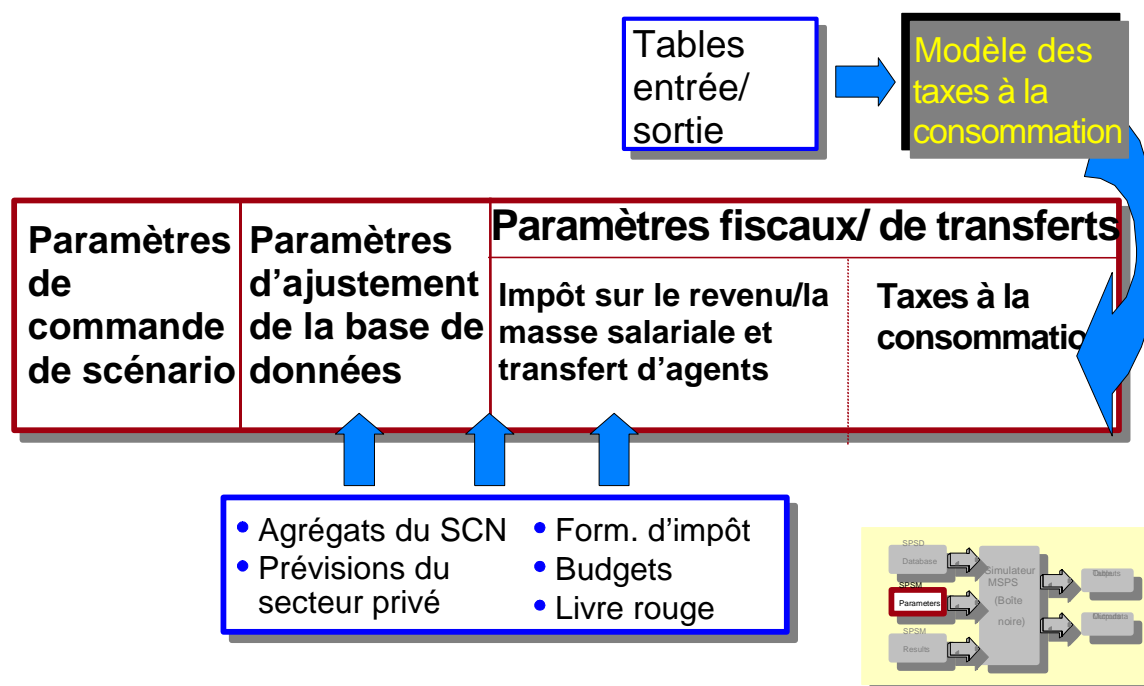 Tables
entrée/
sortie
Modèle des
taxes à la
consommation
Paramètres
de
commande
de scénario
Paramètres
d’ajustement
de la base de
données
Paramètres fiscaux/ de transferts
Impôt sur le revenu/la
masse salariale et
transfert d’agents
Taxes à la
consommatio
• Agrégats du SCN
• Prévisions du
secteur privé
• Form. d’impôt
• Budgets
• Livre rouge
SPSD
Database
SPSM
Parameters
SPSM
Results
Simulateur
MSPS
(Boîte
noire)